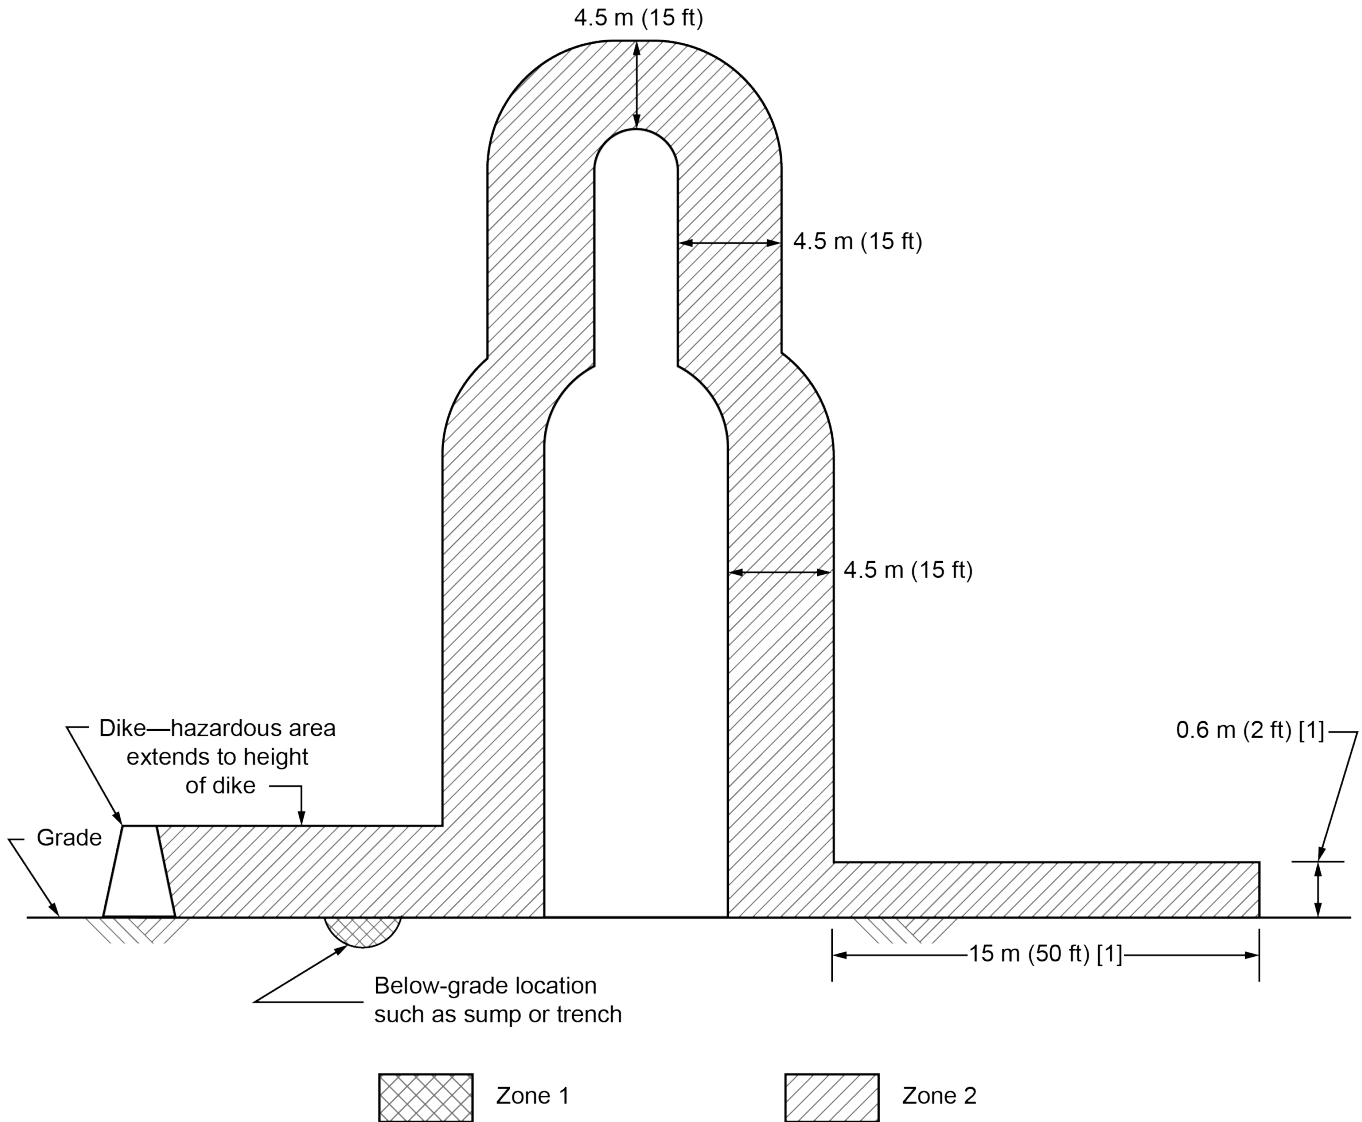 4.5 m (15 ft)
4.5 m (15 ft)
4.5 m (15 ft)
Dike—hazardous area
extends to height
of dike
0.6 m (2 ft) [1]
Grade
15 m (50 ft) [1]
Below-grade location
such as sump or trench
Zone 1
Zone 2